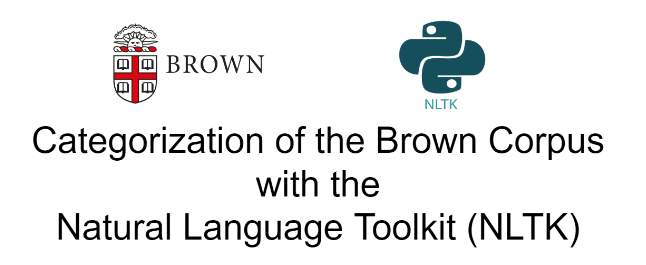 BROWN
NLTK
Categorization of the Brown Corpus
with the
Natural Language Toolkit (NLTK)